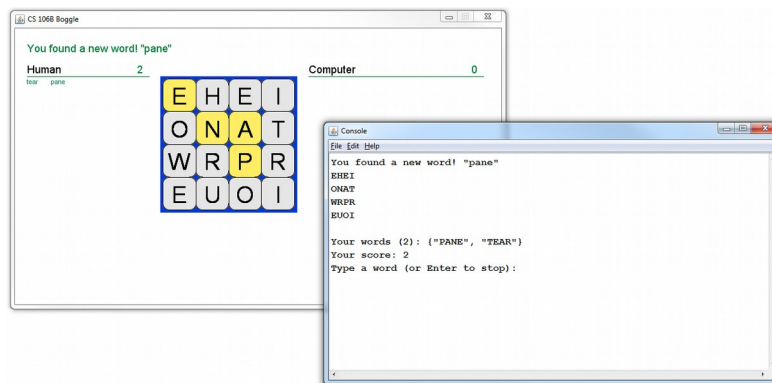 CS 106B Boggle
You found a new word! "pane"
Human 2
tear pane
Computer 0
E H E I
O N A T
W R P R
E U O I
Console
File Edit Help
You found a new word! "pane"
EHEI
ONAT
WRPR
EUOI
Your words (2): {"PANE", "TEAR"}
Your score: 2
Type a word (or Enter to stop):